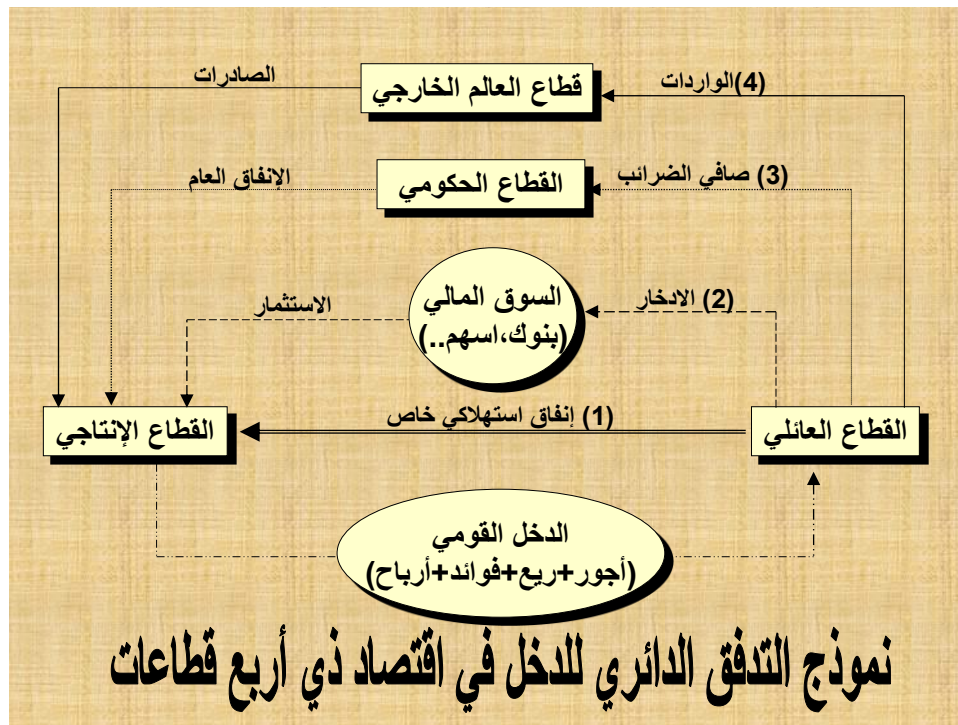 الصادرات
قطاع العالم الخارجي
(4)الواردات
الإنفاق العام
القطاع الحكومي
(3) صافي الضرائب
الاستثمار
السوق المالي
(بنوك،اسهم..)
(2) الادخار
القطاع الإنتاجي
(1) إنفاق استهلاكي خاص
القطاع العائلي
الدخل القومي
(أجور+ريع+فوائد+أرباح)
نموذج التدفق الدائري للدخل في اقتصاد ذي أربع قطاعات